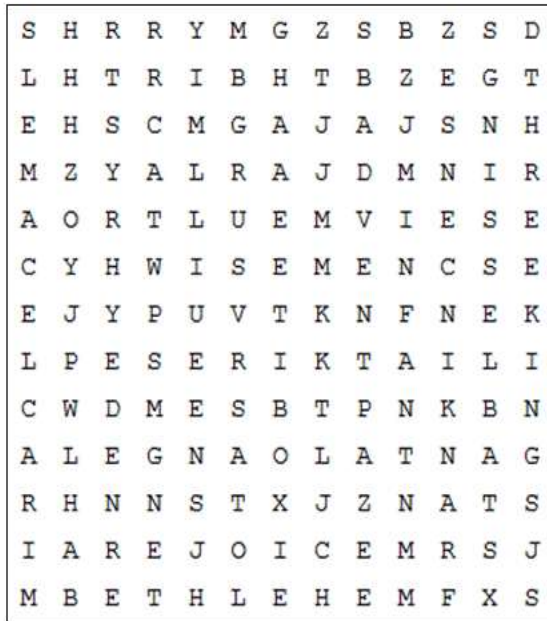 S H R R Y M G Z S B Z S D
L H T R I B H T B Z E G T
E H S C M G A J A J S N H
M Z Y A L R A J D M N I R
A O R T L U E M V I E S E
C Y H W I S E M E N C S E
E J Y P U V T K N F N E K
L P E S E R I K T A I L I
C W D M E S B T P N K B N
A L E G N A O L A T N A G
R H N N S T X J Z N A T S
I A R E J O I C E M R S J
M B E T H L E H E M F X S